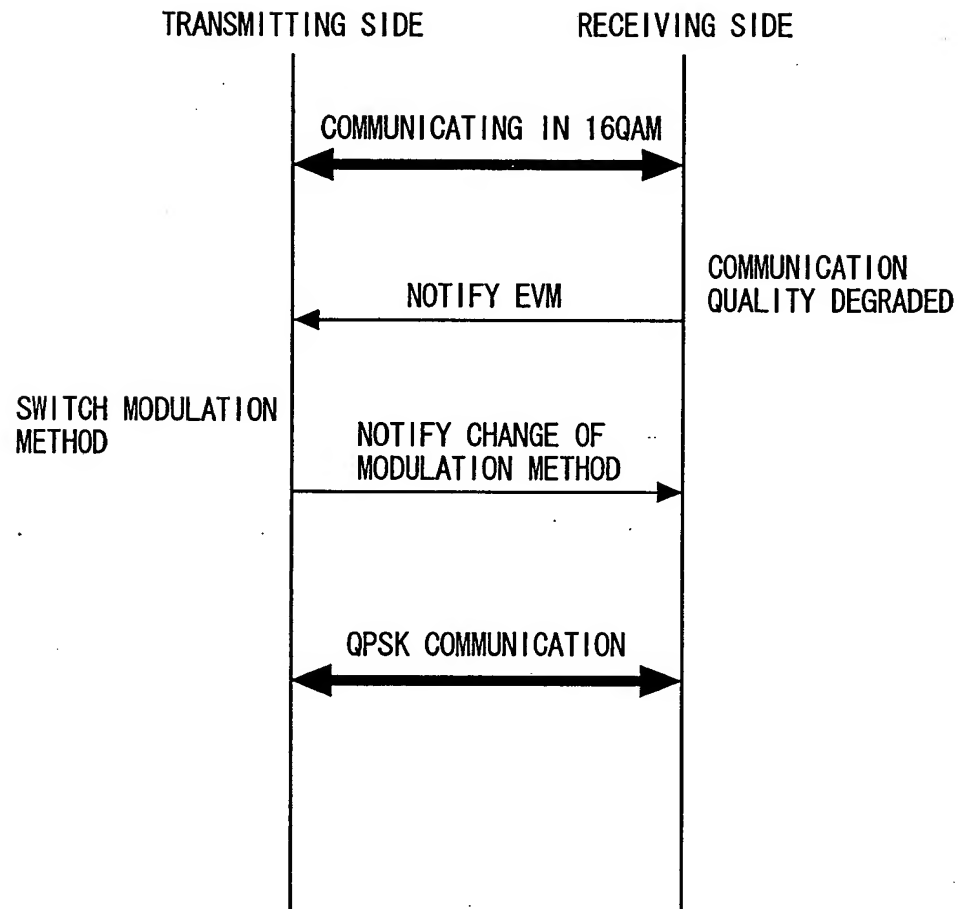 TRANSMITTING SIDE
RECEIVING SIDE
COMMUNICATING IN 16QAM
COMMUNICATION
QUALITY DEGRADED
NOTIFY EVM
SWITCH MODULATION
METHOD
NOTIFY CHANGE OF
MODULATION METHOD
QPSK COMMUNICATION